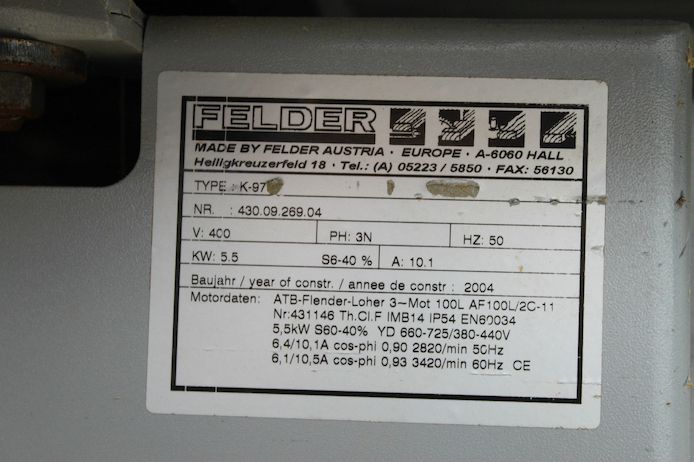 FELDER
MADE BY FELDER AUSTRIA · EUROPE · A-6060 HALL
Heiligkreuzerfeld 18 · Tel.: (A) 05223 / 5850 · FAX: 56130
TYPE : K-97
NR. : 430.09.269.04
V: 400 PH: 3N HZ: 50
KW: 5.5 S6-40 % A: 10.1
Baujahr / year of constr. / annee de constr : 2004
Motordaten: ATB-Flender-Loher 3~Mot 100L AF100L/2C-11
Nr:431146 Th.Cl.F IMB14 IP54 EN60034
5,5kW S60-40% YD 660-725/380-440V
6,4/10,1A cos-phi 0,90 2820/min 50Hz
6,1/10,5A cos-phi 0,93 3420/min 60Hz CE